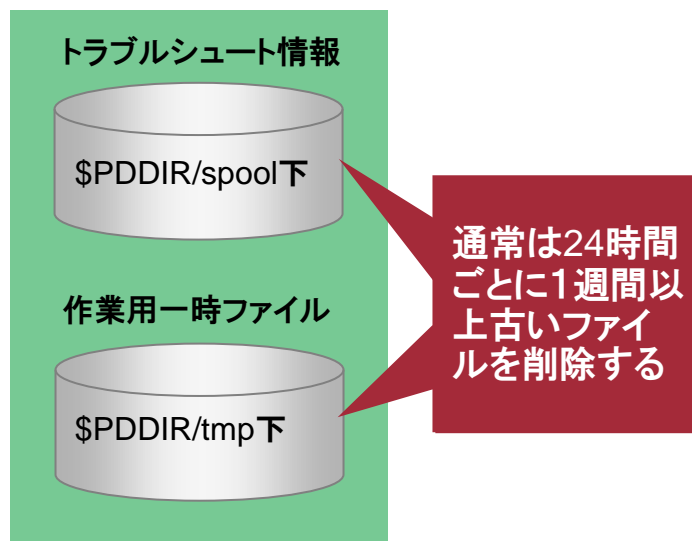 トラブルシュート情報
$PDDIR/spool下
作業用一時ファイル
$PDDIR/tmp下
通常は24時間
ごとに1週間以
上古いファイ
ルを削除する